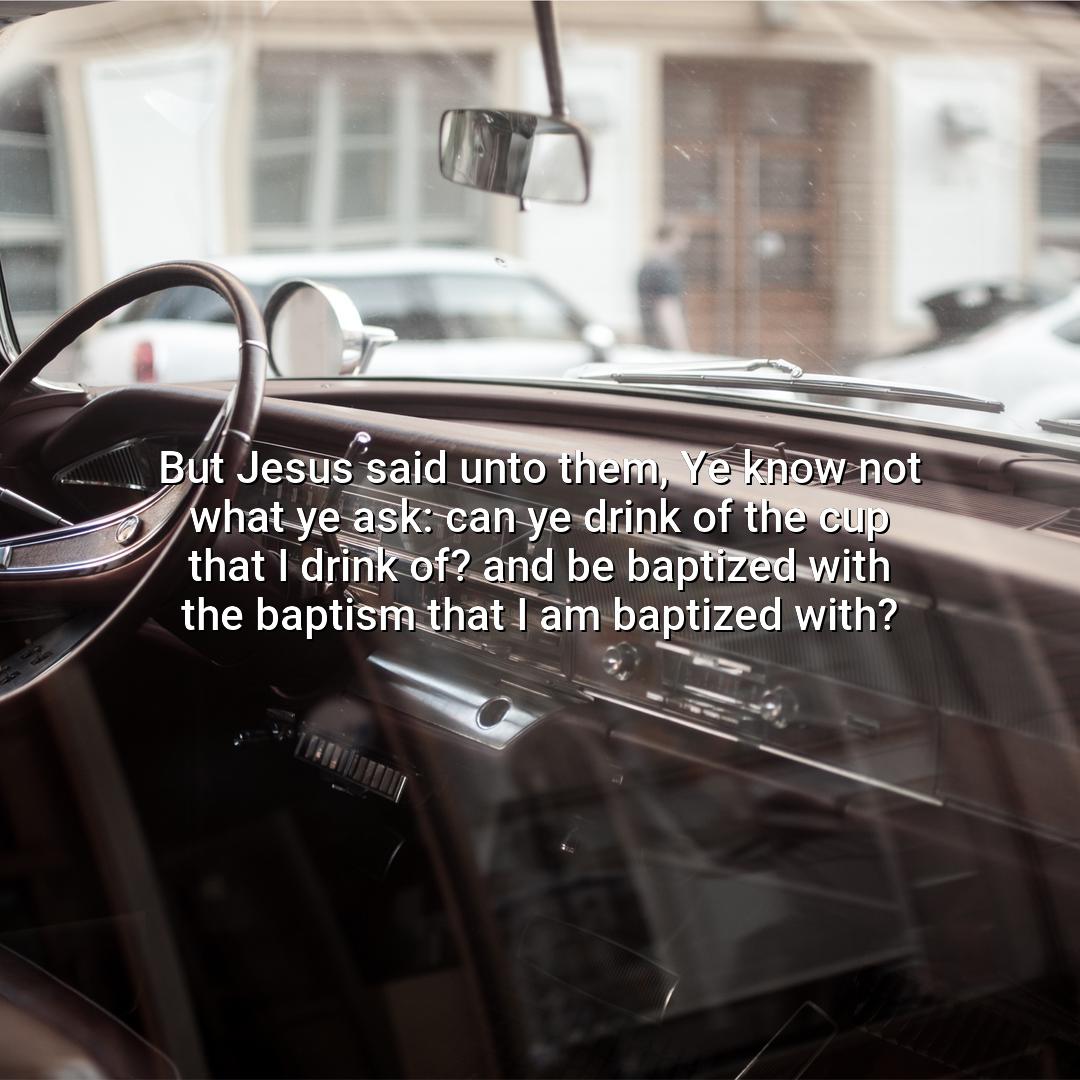 But Jesus said unto them, Ye know not
what ye ask: can ye drink of the cup
that I drink of? and be baptized with
the baptism that I am baptized with?